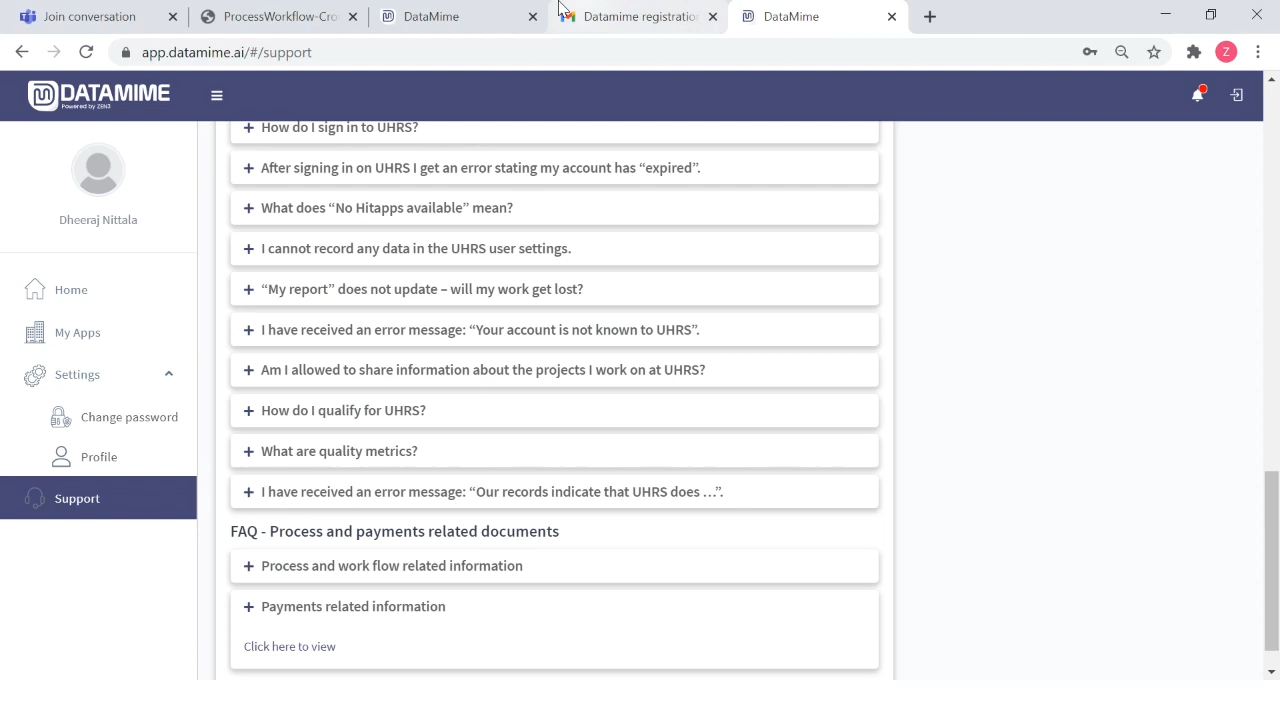 Join conversation
ProcessWorkflow-Cro
DataMime
Datamime registration
DataMime
app.datamime.ai/#/support
Z
DATAMIME
Powered by ZEN3
Dheeraj Nittala
Home
My Apps
Settings
Change password
Profile
Support
How do I sign in to UHRS?
After signing in on UHRS I get an error stating my account has “expired”.
What does “No Hitapps available” mean?
I cannot record any data in the UHRS user settings.
“My report” does not update – will my work get lost?
I have received an error message: “Your account is not known to UHRS”.
Am I allowed to share information about the projects I work on at UHRS?
How do I qualify for UHRS?
What are quality metrics?
I have received an error message: “Our records indicate that UHRS does …”.
FAQ - Process and payments related documents
Process and work flow related information
Payments related information
Click here to view